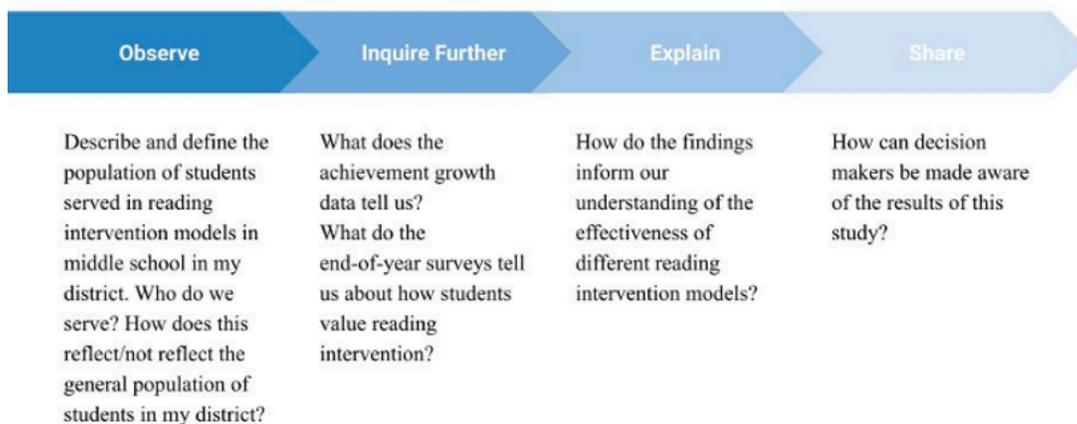 Observe
Inquire Further
Explain
Share
Describe and define the
population of students
served in reading
intervention models in
middle school in my
district. Who do we
serve? How does this
reflect/not reflect the
general population of
students in my district?
What does the
achievement growth
data tell us?
What do the
end-of-year surveys tell
us about how students
value reading
intervention?
How do the findings
inform our
understanding of the
effectiveness of
different reading
intervention models?
How can decision
makers be made aware
of the results of this
study?